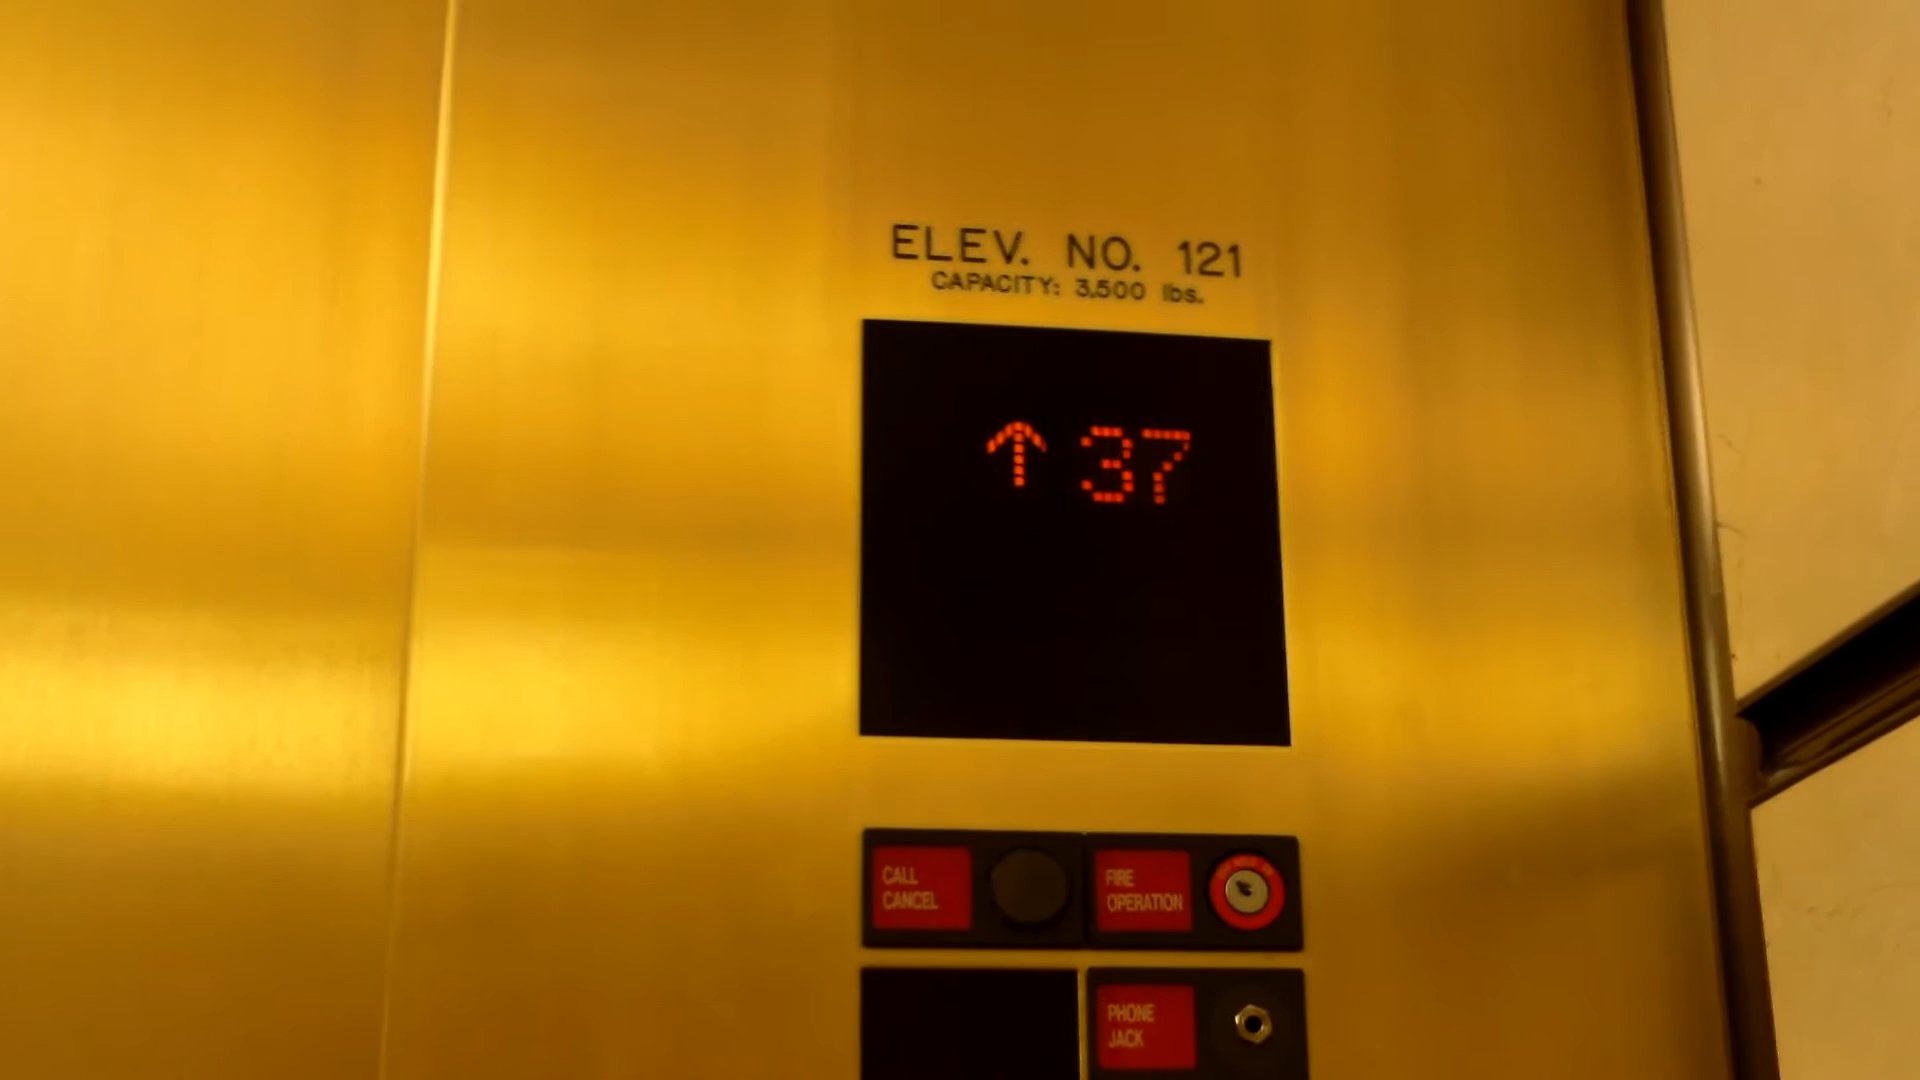 ELEV. NO. 121
CAPACITY: 3,500 lbs.
↑ 37
CALL
CANCEL
FIRE
OPERATION
PHONE
JACK